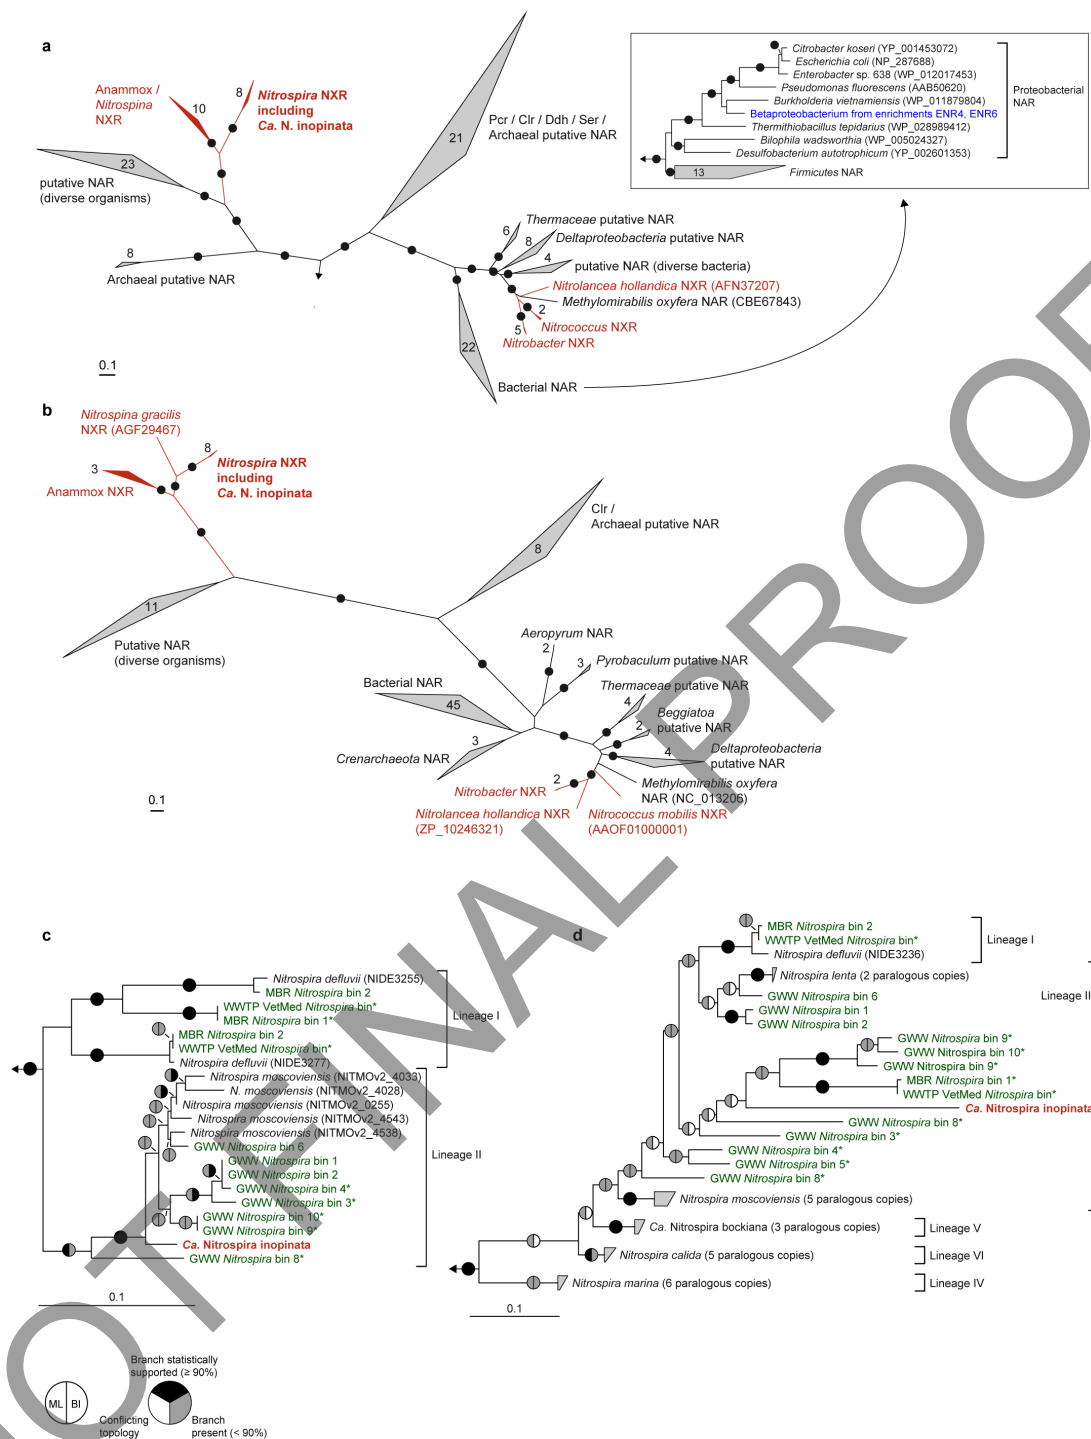 a
Anammox /
Nitrospina
NXR
10
8
Nitrospira NXR
including
Ca. N. inopinata
23
putative NAR
(diverse organisms)
8
Archaeal putative NAR
21
Pcr / Clr / Ddh / Ser /
Archaeal putative NAR
6
Thermaceae putative NAR
8
Deltaproteobacteria putative NAR
4
putative NAR (diverse bacteria)
Nitrolancea hollandica NXR (AFN37207)
Methylomirabilis oxyfera NAR (CBE67843)
2
Nitrococcus NXR
5
Nitrobacter NXR
22
Bacterial NAR
0.1
Citrobacter koseri (YP_001453072)
Escherichia coli (NP_287688)
Enterobacter sp. 638 (WP_012017453)
Pseudomonas fluorescens (AAB50620)
Burkholderia vietnamiensis (WP_011879804)
Betaproteobacterium from enrichments ENR4, ENR6
Thermithiobacillus tepidarius (WP_028989412)
Bilophila wadsworthia (WP_005024327)
Desulfobacterium autotrophicum (YP_002601353)
13
Firmicutes NAR
Proteobacterial
NAR
b
Nitrospina gracilis
NXR (AGF29467)
8
Nitrospira NXR
including
Ca. N. inopinata
3
Anammox NXR
11
Putative NAR
(diverse organisms)
Clr /
Archaeal putative NAR
8
Aeropyrum NAR
2
3
Pyrobaculum putative NAR
Thermaceae putative NAR
4
Beggiatoa
putative NAR
2
4
Deltaproteobacteria
putative NAR
Bacterial NAR
45
3
Crenarchaeota NAR
Methylomirabilis oxyfera
NAR (NC_013206)
2
Nitrobacter NXR
Nitrolancea hollandica NXR
(ZP_10246321)
Nitrococcus mobilis NXR
(AAOF01000001)
0.1
c
Nitrospira defluvii (NIDE3255)
MBR Nitrospira bin 2
WWTP VetMed Nitrospira bin*
MBR Nitrospira bin 1*
MBR Nitrospira bin 2
WWTP VetMed Nitrospira bin*
Nitrospira defluvii (NIDE3277)
Lineage I
Nitrospira moscoviensis (NITMOv2_4033)
N. moscoviensis (NITMOv2_4028)
Nitrospira moscoviensis (NITMOv2_0255)
Nitrospira moscoviensis (NITMOv2_4543)
Nitrospira moscoviensis (NITMOv2_4538)
GWW Nitrospira bin 6
GWW Nitrospira bin 1
GWW Nitrospira bin 2
GWW Nitrospira bin 4*
GWW Nitrospira bin 3*
GWW Nitrospira bin 10*
GWW Nitrospira bin 9*
Ca. Nitrospira inopinata
GWW Nitrospira bin 8*
Lineage II
0.1
d
MBR Nitrospira bin 2
WWTP VetMed Nitrospira bin*
Nitrospira defluvii (NIDE3236)
Lineage I
Nitrospira lenta (2 paralogous copies)
GWW Nitrospira bin 6
GWW Nitrospira bin 1
GWW Nitrospira bin 2
Lineage II
GWW Nitrospira bin 9*
GWW Nitrospira bin 10*
GWW Nitrospira bin 9*
MBR Nitrospira bin 1*
WWTP VetMed Nitrospira bin*
Ca. Nitrospira inopinata
GWW Nitrospira bin 8*
GWW Nitrospira bin 3*
GWW Nitrospira bin 4*
GWW Nitrospira bin 5*
GWW Nitrospira bin 8*
Nitrospira moscoviensis (5 paralogous copies)
Ca. Nitrospira bockiana (3 paralogous copies)
Lineage V
Nitrospira calida (5 paralogous copies)
Lineage VI
Nitrospira marina (6 paralogous copies)
Lineage IV
0.1
Branch statistically
supported (≥ 90%)
ML
BI
Conflicting
topology
Branch
present (< 90%)
NOT FINAL PROOF